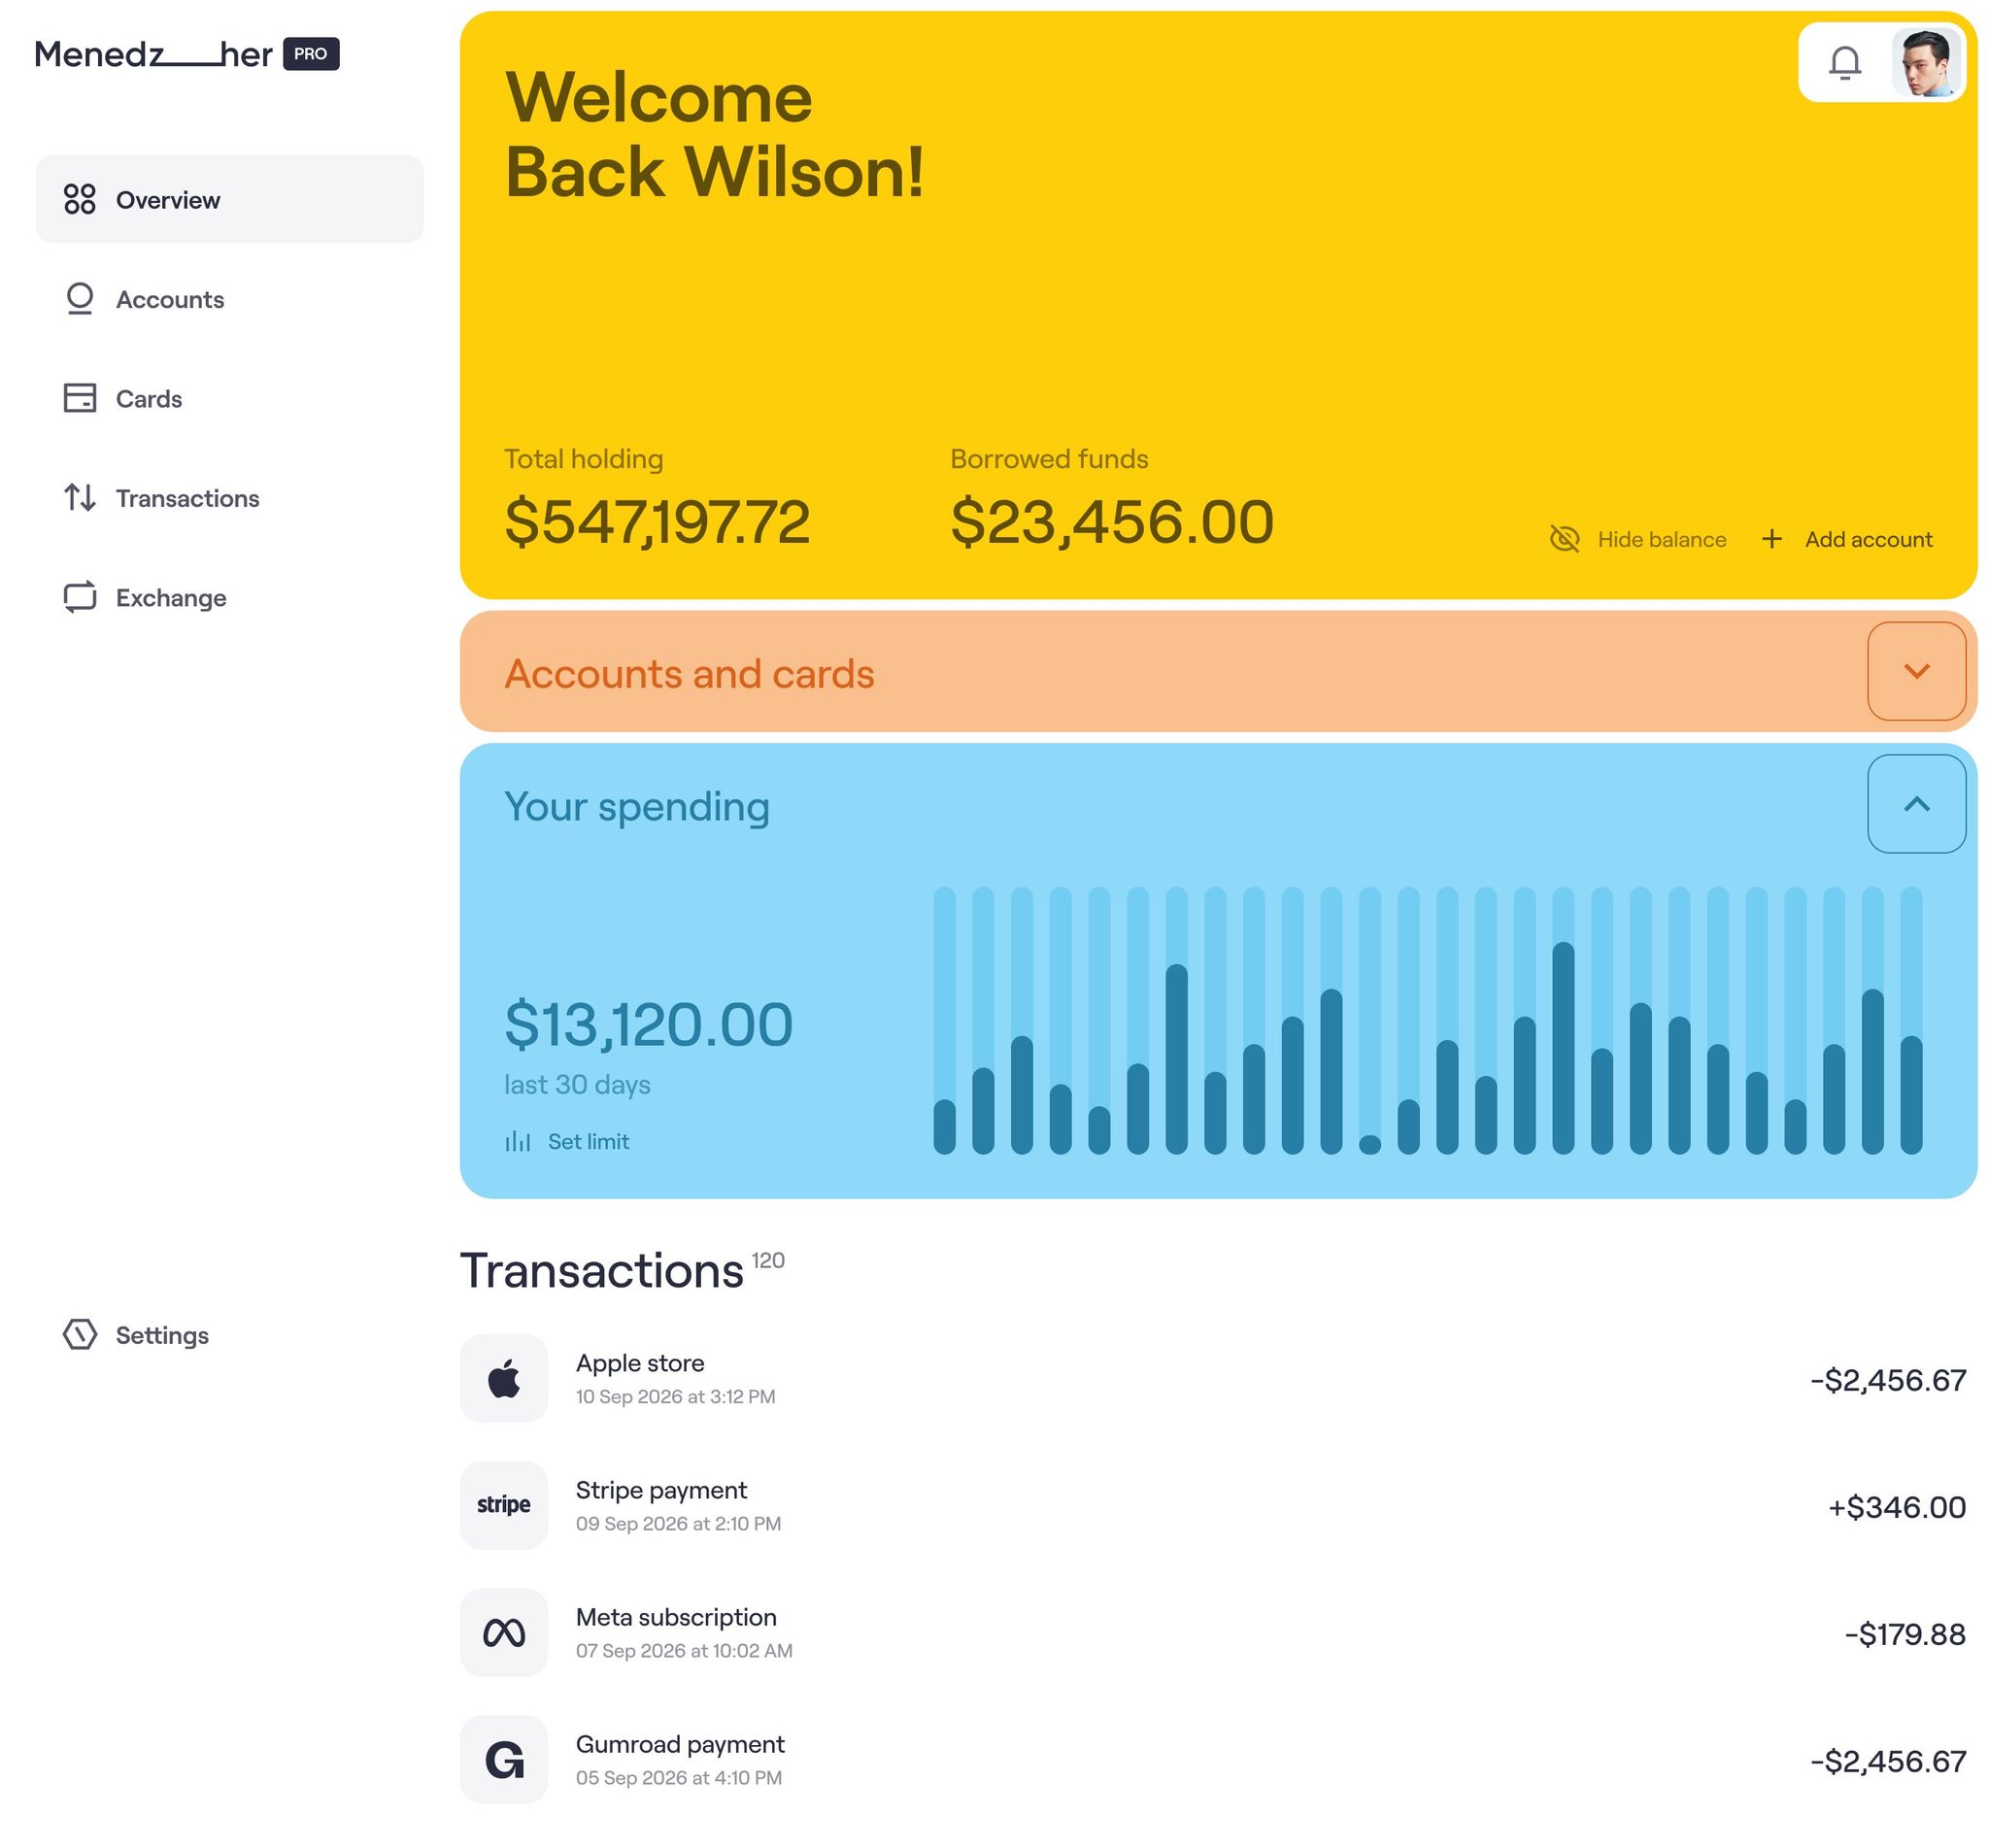 Menedz__her PRO
Overview
Accounts
Cards
Transactions
Exchange
Settings
Welcome
Back Wilson!
Total holding
$547,197.72
Borrowed funds
$23,456.00
Hide balance
Add account
Accounts and cards
Your spending
$13,120.00
last 30 days
Set limit
Transactions 120
Apple store
10 Sep 2026 at 3:12 PM
-$2,456.67
stripe
Stripe payment
09 Sep 2026 at 2:10 PM
+$346.00
Meta subscription
07 Sep 2026 at 10:02 AM
-$179.88
G
Gumroad payment
05 Sep 2026 at 4:10 PM
-$2,456.67